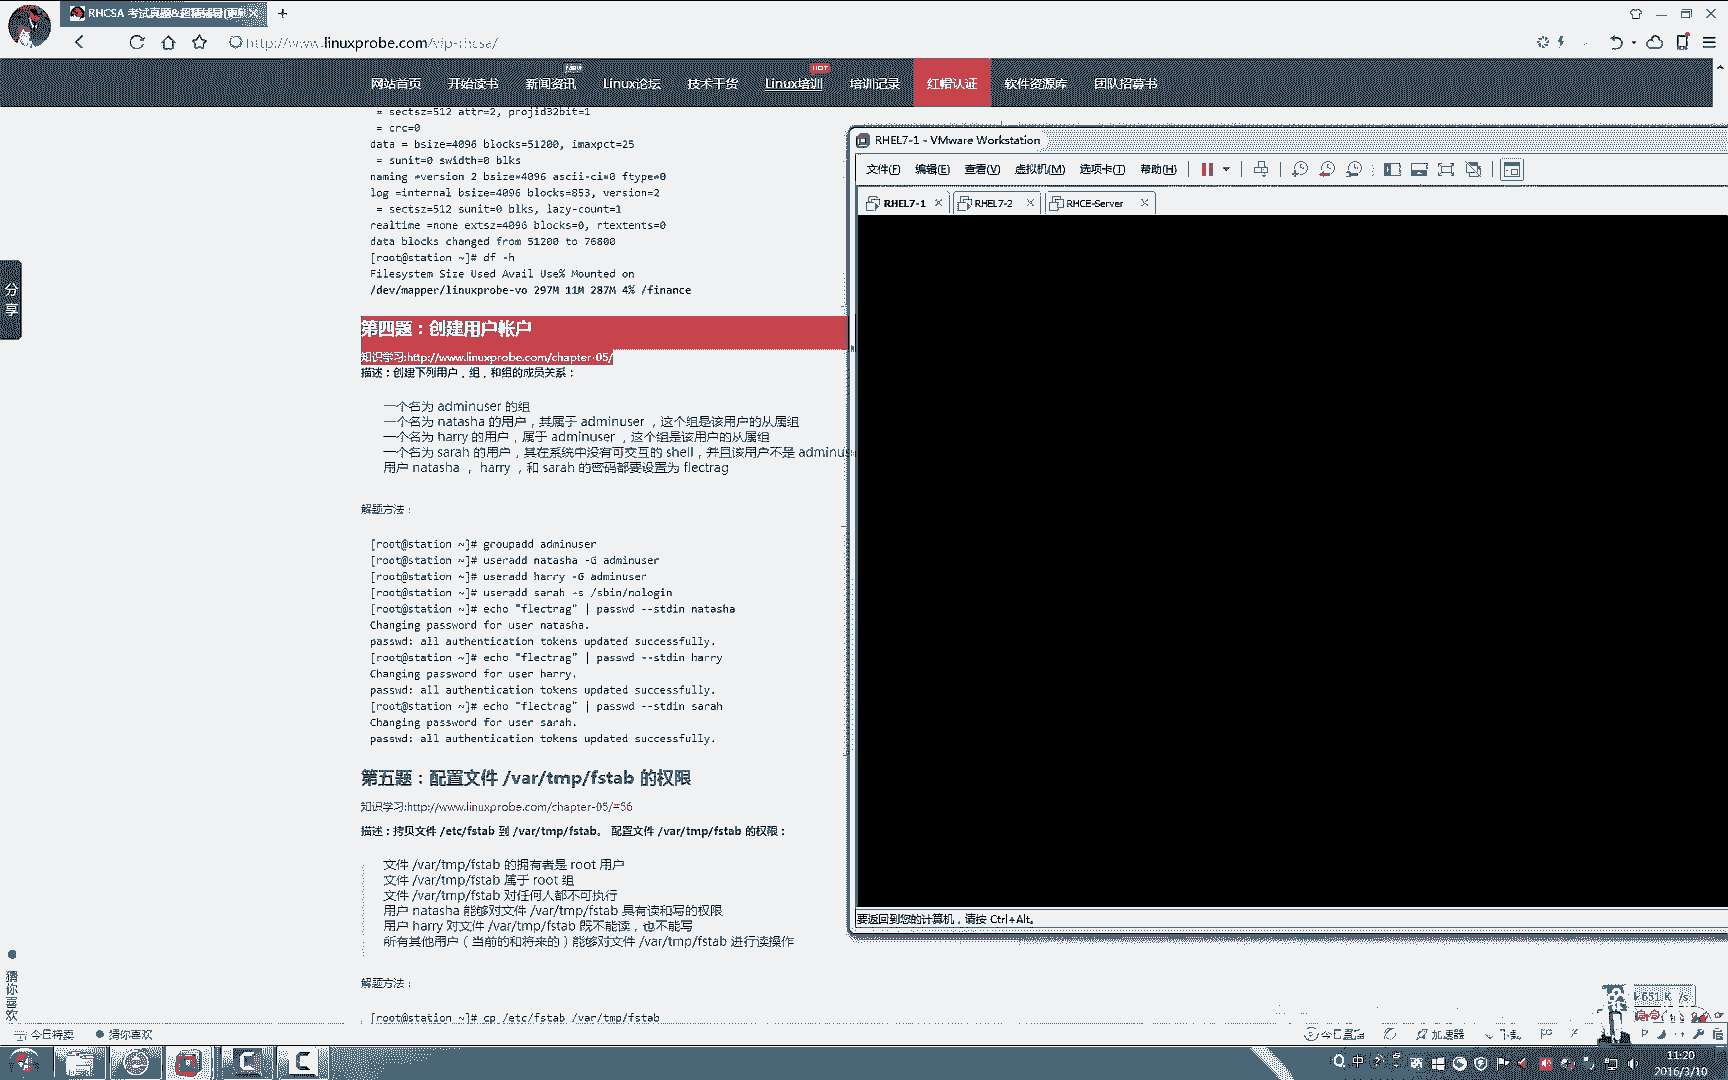 RHCSA 考试真题&
http://www.linuxprobe.com/vip-rhcsa/
网站首页 开始读书 新闻资讯 Linux论坛 技术干货 Linux培训 HOT 培训记录 红帽认证 软件资源库 团队招募书
= sectsz=512 attr=2, projid32bit=1
= crc=0
data = bsize=4096 blocks=51200, imaxpct=25
= sunit=0 swidth=0 blks
naming =version 2 bsize=4096 ascii-ci=0 ftype=0
log =internal bsize=4096 blocks=853, version=2
= sectsz=512 sunit=0 blks, lazy-count=1
realtime =none extsz=4096 blocks=0, rtextents=0
data blocks changed from 51200 to 76800
[root@station ~]# df -h
Filesystem Size Used Avail Use% Mounted on
/dev/mapper/linuxprobe-vo 297M 11M 287M 4% /finance
分享
第四题：创建用户帐户
知识学习:http://www.linuxprobe.com/chapter-05/
描述：创建下列用户，组，和组的成员关系：
一个名为 adminuser 的组
一个名为 natasha 的用户，其属于 adminuser ，这个组是该用户的从属组
一个名为 harry 的用户，属于 adminuser ，这个组是该用户的从属组
一个名为 sarah 的用户，其在系统中没有可交互的 shell，并且该用户不是 adminus
用户 natasha ， harry ，和 sarah 的密码都要设置为 flectrag
解题方法：
[root@station ~]# groupadd adminuser
[root@station ~]# useradd natasha -G adminuser
[root@station ~]# useradd harry -G adminuser
[root@station ~]# useradd sarah -s /sbin/nologin
[root@station ~]# echo "flectrag" | passwd --stdin natasha
Changing password for user natasha.
passwd: all authentication tokens updated successfully.
[root@station ~]# echo "flectrag" | passwd --stdin harry
Changing password for user harry.
passwd: all authentication tokens updated successfully.
[root@station ~]# echo "flectrag" | passwd --stdin sarah
Changing password for user sarah.
passwd: all authentication tokens updated successfully.
第五题：配置文件 /var/tmp/fstab 的权限
知识学习:http://www.linuxprobe.com/chapter-05/#56
描述：拷贝文件 /etc/fstab 到 /var/tmp/fstab。 配置文件 /var/tmp/fstab 的权限：
文件 /var/tmp/fstab 的拥有者是 root 用户
文件 /var/tmp/fstab 属于 root 组
文件 /var/tmp/fstab 对任何人都不可执行
用户 natasha 能够对文件 /var/tmp/fstab 具有读和写的权限
用户 harry 对文件 /var/tmp/fstab 既不能读，也不能写
所有其他用户（当前的和将来的）能够对文件 /var/tmp/fstab 进行读操作
解题方法：
[root@station ~]# cp /etc/fstab /var/tmp/fstab
RHEL7-1 - VMware Workstation
文件(F) 编辑(E) 查看(V) 虚拟机(M) 选项卡(T) 帮助(H)
RHEL7-1 RHEL7-2 RHCE-Server
要返回到您的计算机，请按 Ctrl+Alt。
猜你喜欢
今日特卖 猜你喜欢
加速器
中
11:20
2016/3/10